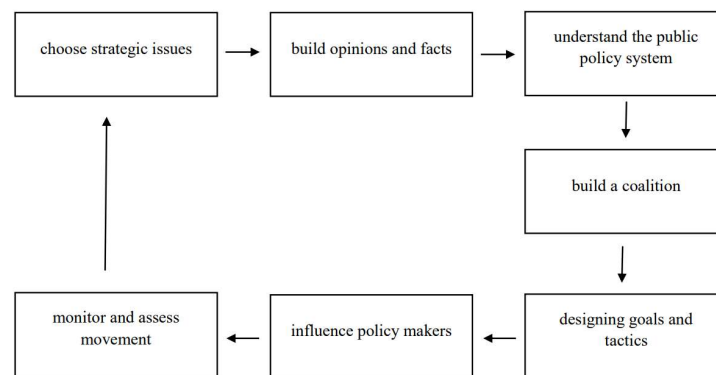 choose strategic issues
build opinions and facts
understand the public
policy system
build a coalition
designing goals and
tactics
influence policy makers
monitor and assess
movement